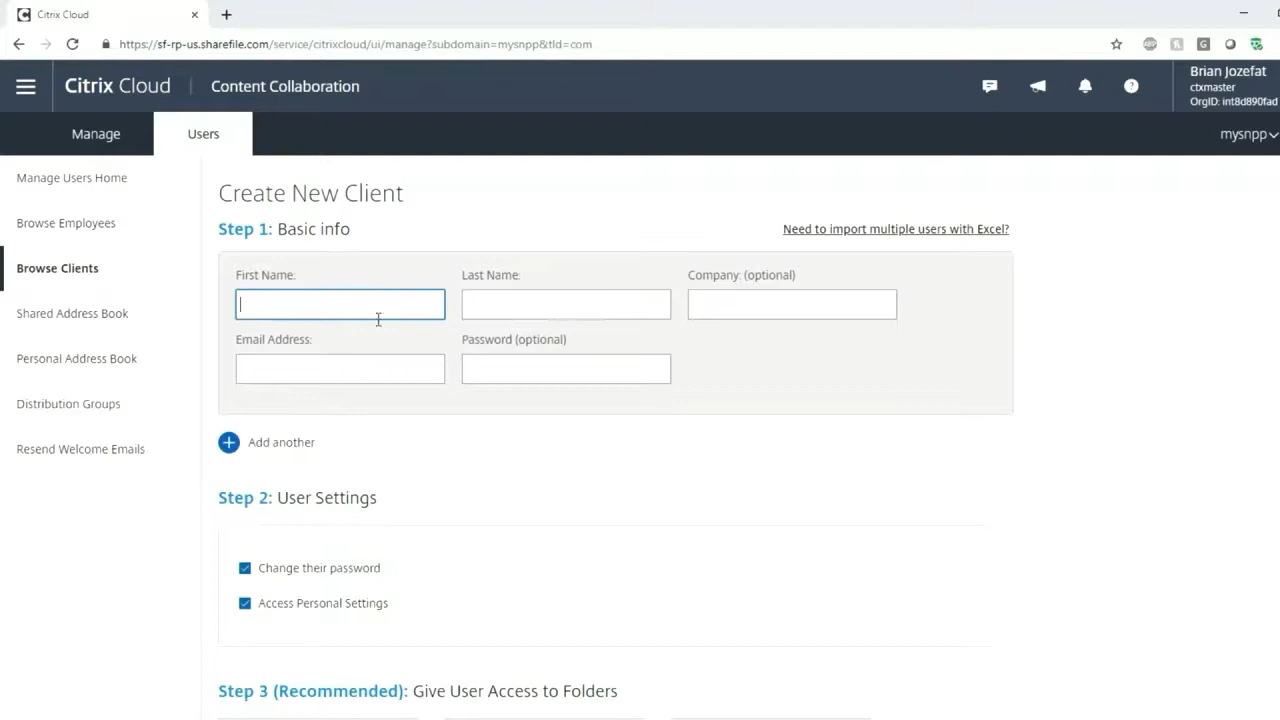 Citrix Cloud
https://sf-rp-us.sharefile.com/service/citrixcloud/ui/manage?subdomain=mysnpp&tld=com
Citrix Cloud
Content Collaboration
Brian Jozefat
ctxmaster
OrgID: int8d890fad
Manage
Users
mysnpp
Manage Users Home
Browse Employees
Browse Clients
Shared Address Book
Personal Address Book
Distribution Groups
Resend Welcome Emails
Create New Client
Step 1: Basic info
Need to import multiple users with Excel?
First Name:
Last Name:
Company: (optional)
Email Address:
Password (optional)
Add another
Step 2: User Settings
Change their password
Access Personal Settings
Step 3 (Recommended): Give User Access to Folders